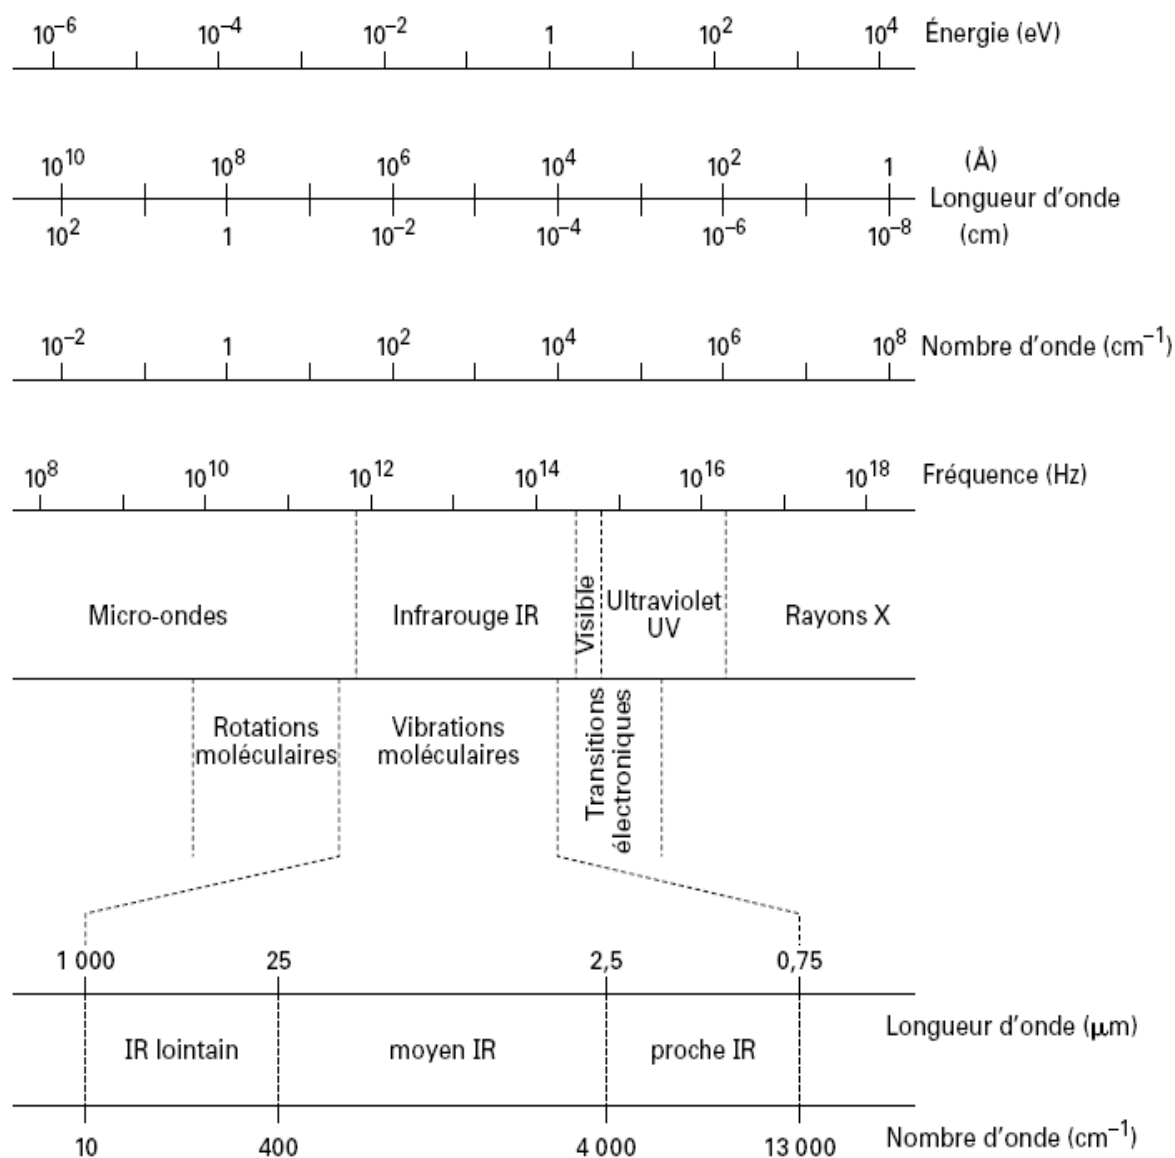 10⁻⁶ 10⁻⁴ 10⁻² 1 10² 10⁴ Énergie (eV)
10¹⁰ 10⁸ 10⁶ 10⁴ 10² 1 (Å)
Longueur d'onde
10² 1 10⁻² 10⁻⁴ 10⁻⁶ 10⁻⁸ (cm)
10⁻² 1 10² 10⁴ 10⁶ 10⁸ Nombre d'onde (cm⁻¹)
10⁸ 10¹⁰ 10¹² 10¹⁴ 10¹⁶ 10¹⁸ Fréquence (Hz)
Micro-ondes
Infrarouge IR
Visible
Ultraviolet
UV
Rayons X
Rotations
moléculaires
Vibrations
moléculaires
Transitions
électroniques
1 000 25 2,5 0,75
Longueur d'onde (μm)
IR lointain moyen IR proche IR
10 400 4 000 13 000 Nombre d'onde (cm⁻¹)